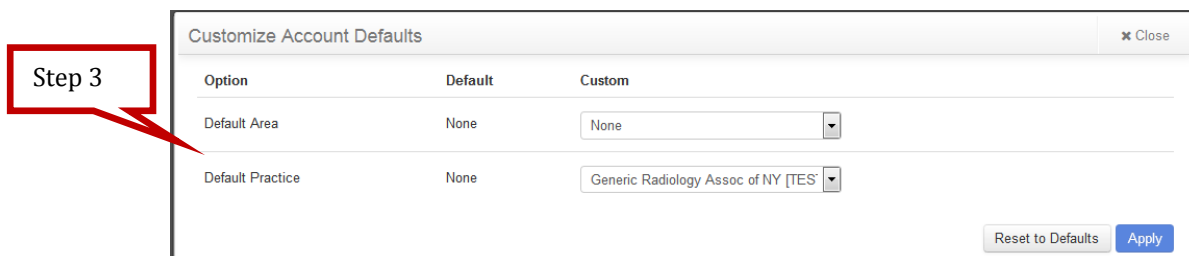 Customize Account Defaults
✖ Close
Step 3
Option Default Custom
Default Area None None
Default Practice None Generic Radiology Assoc of NY [TES
Reset to Defaults Apply